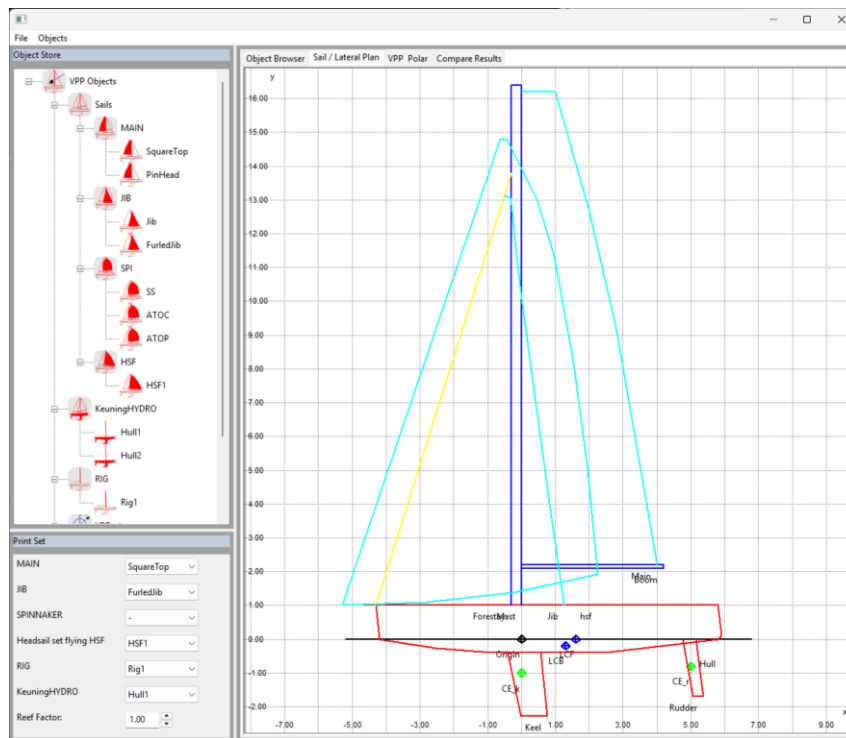 File Objects
Object Store
VPP Objects
Sails
MAIN
SquareTop
PinHead
JIB
Jib
FurledJib
SPI
SS
ATOC
ATOP
HSF
HSF1
KeuningHYDRO
Hull1
Hull2
RIG
Rig1
Print Set
MAIN SquareTop
JIB FurledJib
SPINNAKER -
Headsail set flying HSF HSF1
RIG Rig1
KeuningHYDRO Hull1
Reef Factor: 1.00
Object Browser Sail / Lateral Plan VPP Polar Compare Results
y
16.00
15.00
14.00
13.00
12.00
11.00
10.00
9.00
8.00
7.00
6.00
5.00
4.00
3.00
2.00
Main
Boom
1.00
Forestay Mast Jib hsf
0.00
Origin LCB LCF Hull
-1.00
CE_k CE_r
-2.00
Keel Rudder
x
-7.00 -5.00 -3.00 -1.00 1.00 3.00 5.00 7.00 9.00